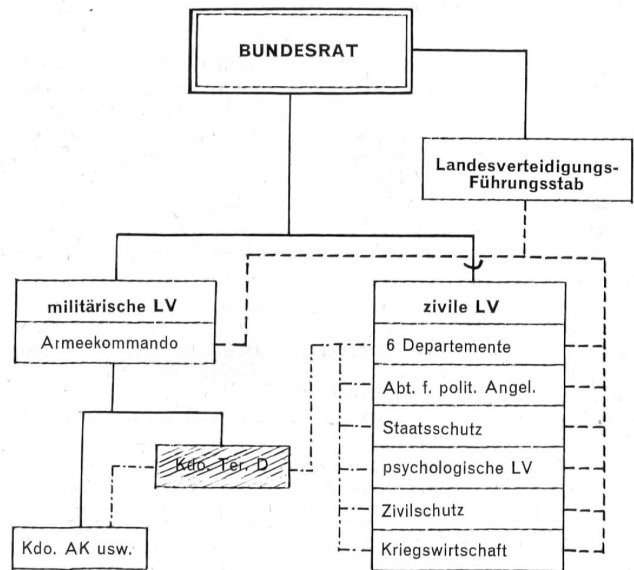 BUNDESRAT
Landesverteidigungs-
Führungsstab
militärische LV
Armeekommando
zivile LV
6 Departemente
Abt. f. polit. Angel.
Staatsschutz
psychologische LV
Zivilschutz
Kriegswirtschaft
Kdo. Ter. D
Kdo. AK usw.